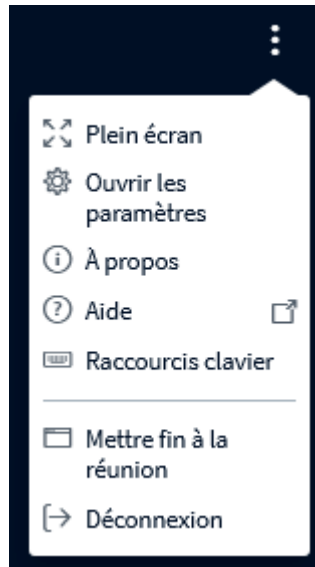 Plein écran
Ouvrir les
paramètres
À propos
Aide
Raccourcis clavier
Mettre fin à la
réunion
Déconnexion